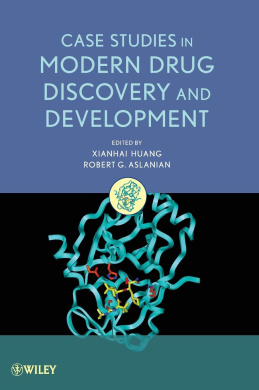 CASE STUDIES IN
MODERN DRUG
DISCOVERY AND
DEVELOPMENT
EDITED BY
XIANHAI HUANG
ROBERT G. ASLANIAN
WILEY